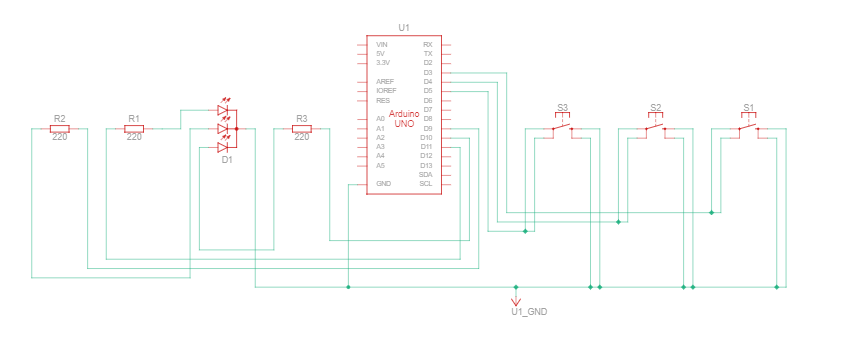 U1
VIN RX
5V TX
3.3V D2
D3
AREF D4
IOREF D5
RES D6
D7
A0 D8
A1 D9
A2 D10
A3 D11
A4 D12
A5 D13
SDA
GND SCL
Arduino
UNO
R2
220
R1
220
D1
R3
220
S3
S2
S1
U1_GND